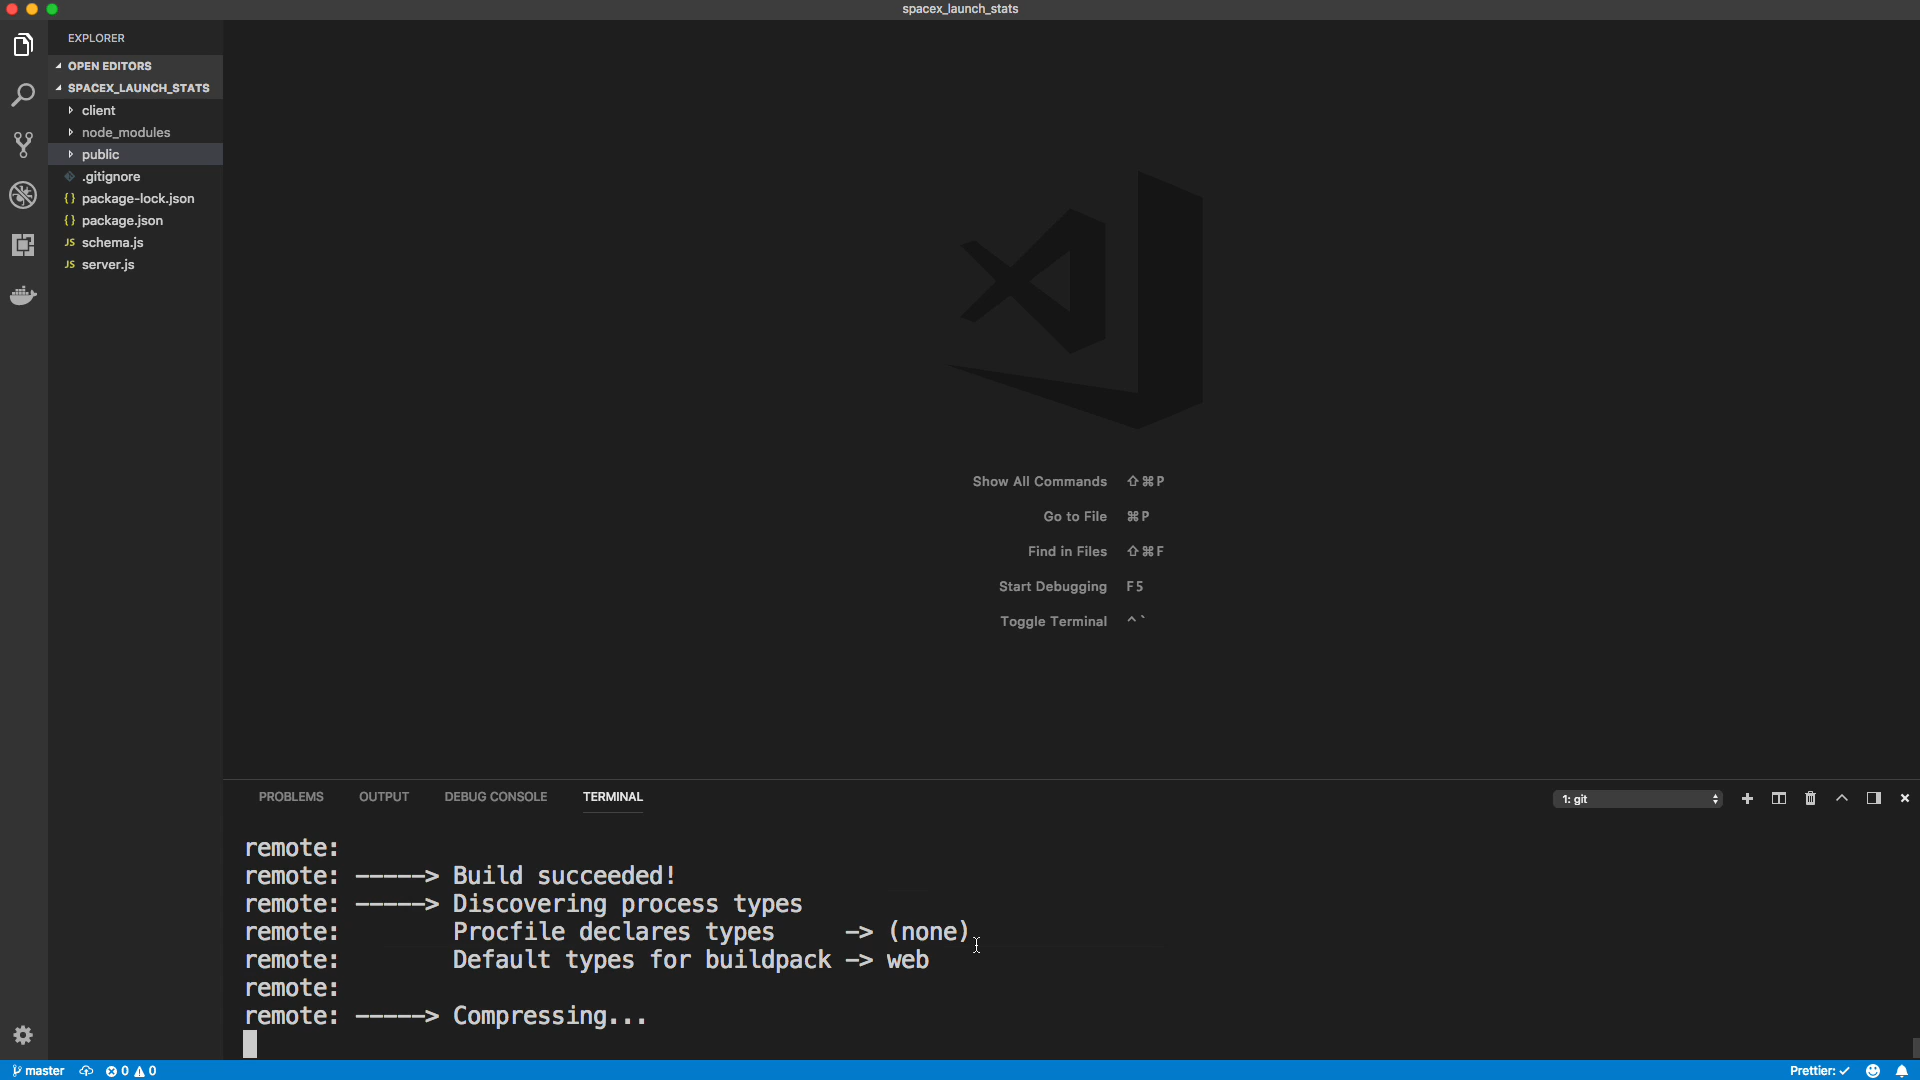 spacex_launch_stats
EXPLORER
OPEN EDITORS
SPACEX_LAUNCH_STATS
client
node_modules
public
.gitignore
{} package-lock.json
{} package.json
JS schema.js
JS server.js
Show All Commands ⇧⌘P
Go to File ⌘P
Find in Files ⇧⌘F
Start Debugging F5
Toggle Terminal ^`
PROBLEMS OUTPUT DEBUG CONSOLE TERMINAL 1: git
remote:
remote: -----> Build succeeded!
remote: -----> Discovering process types
remote:        Procfile declares types     -> (none)
remote:        Default types for buildpack -> web
remote:
remote: -----> Compressing...
master 0 0 Prettier: ✓